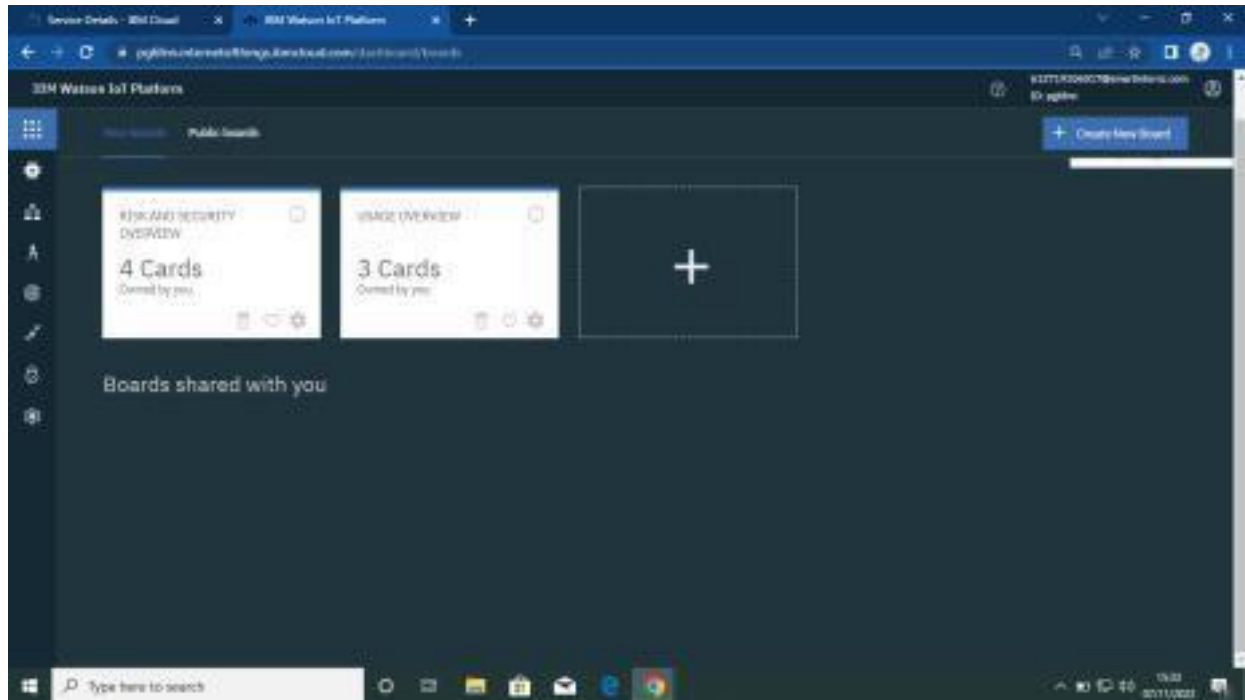 Service Details - IBM Cloud
IBM Watson IoT Platform
IBM Watson IoT Platform
Your boards
Public boards
Create New Board
RISK AND SECURITY
OVERVIEW
4 Cards
Owned by you
USAGE OVERVIEW
3 Cards
Owned by you
Boards shared with you
Type here to search